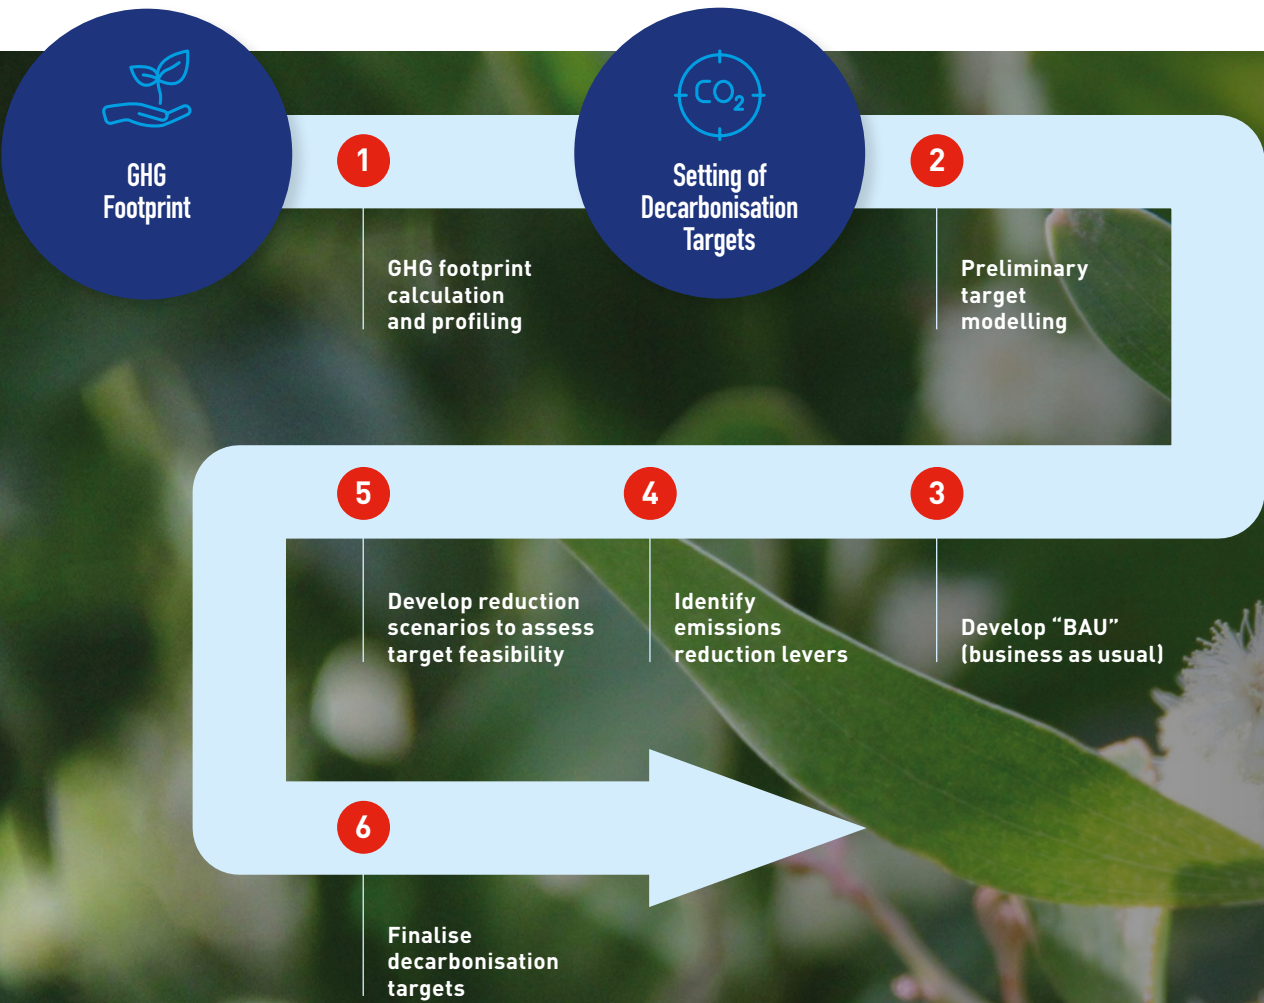 GHG
Footprint
1
GHG footprint
calculation
and profiling
CO2
Setting of
Decarbonisation
Targets
2
Preliminary
target
modelling
3
Develop “BAU”
(business as usual)
4
Identify
emissions
reduction levers
5
Develop reduction
scenarios to assess
target feasibility
6
Finalise
decarbonisation
targets